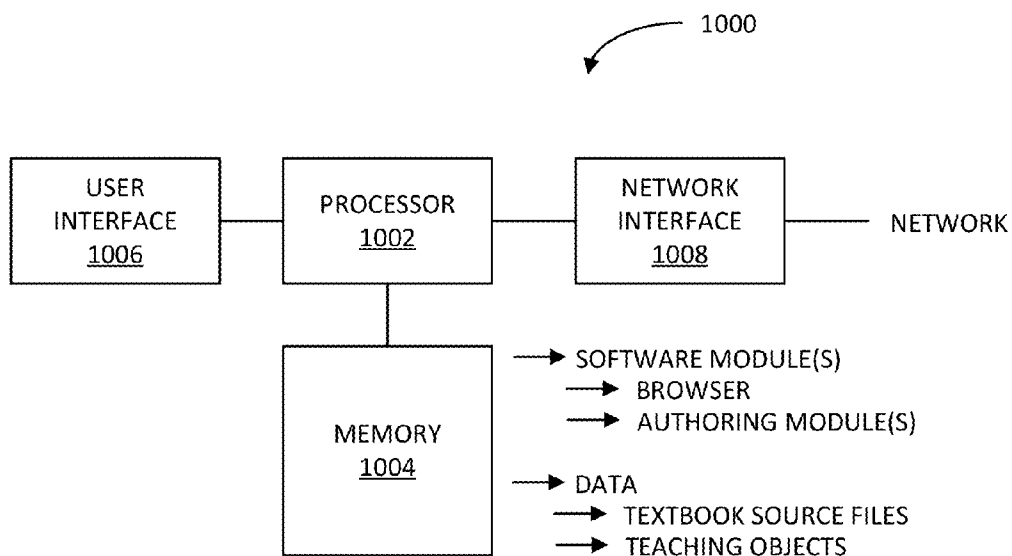 1000
USER
INTERFACE
1006
PROCESSOR
1002
NETWORK
INTERFACE
1008
NETWORK
MEMORY
1004
SOFTWARE MODULE(S)
BROWSER
AUTHORING MODULE(S)
DATA
TEXTBOOK SOURCE FILES
TEACHING OBJECTS